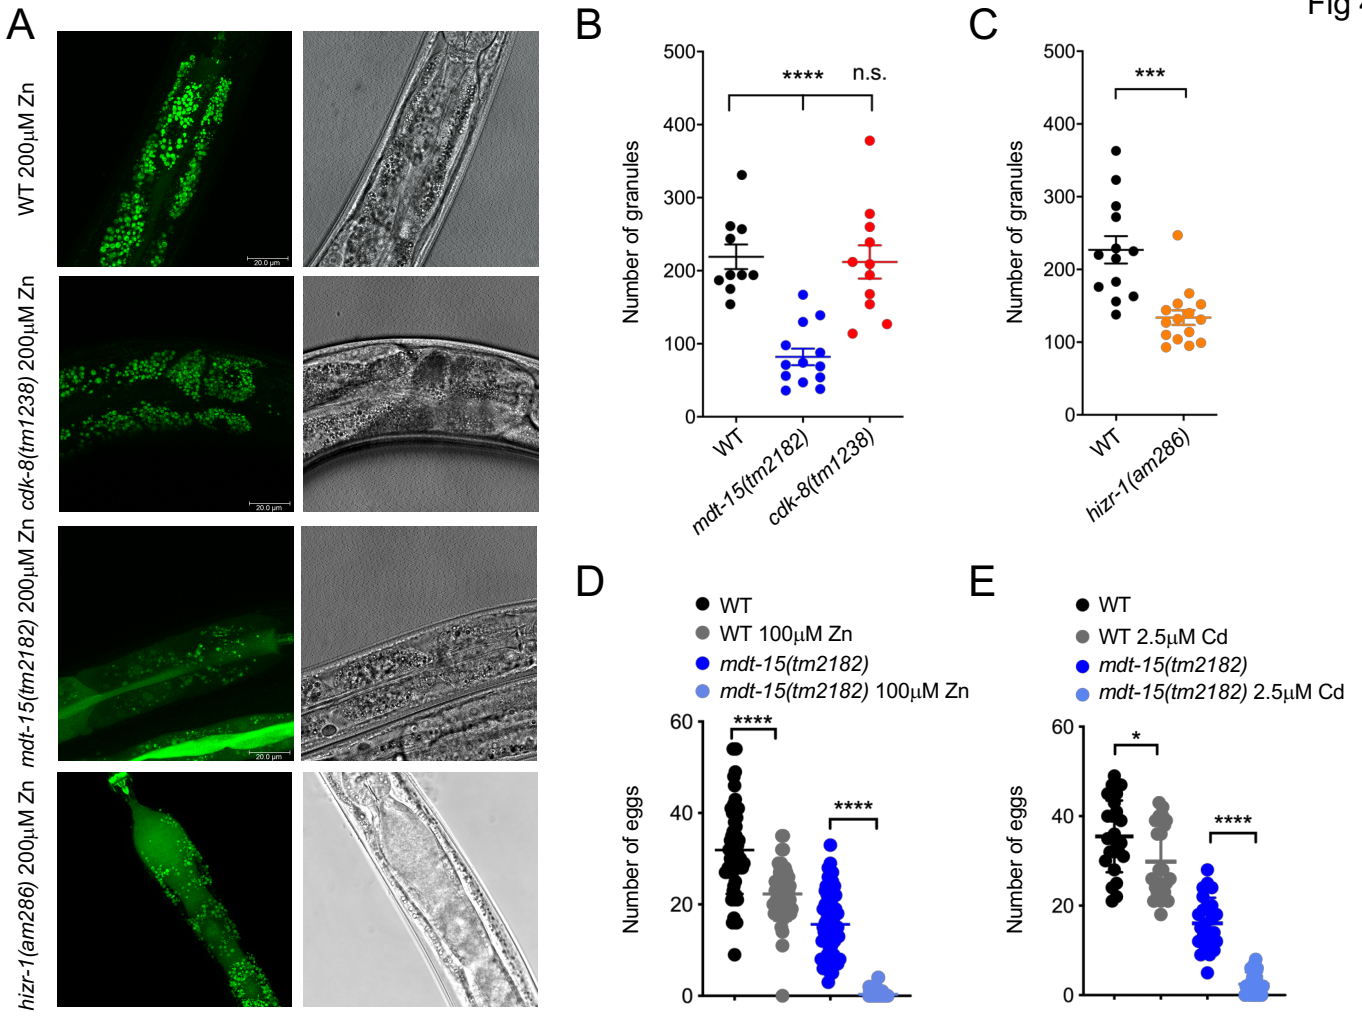 Fig 4
A
WT 200μM Zn
20.0 μm
cdk-8(tm1238) 200μM Zn
20.0 μm
mdt-15(tm2182) 200μM Zn
20.0 μm
hizr-1(am286) 200μM Zn
B
500
400
300
200
100
0
Number of granules
**** n.s.
WT
mdt-15(tm2182)
cdk-8(tm1238)
C
500
400
300
200
100
0
Number of granules
***
WT
hizr-1(am286)
D
WT
WT 100μM Zn
mdt-15(tm2182)
mdt-15(tm2182) 100μM Zn
60
40
20
0
Number of eggs
****
****
E
WT
WT 2.5μM Cd
mdt-15(tm2182)
mdt-15(tm2182) 2.5μM Cd
60
40
20
0
Number of eggs
*
****